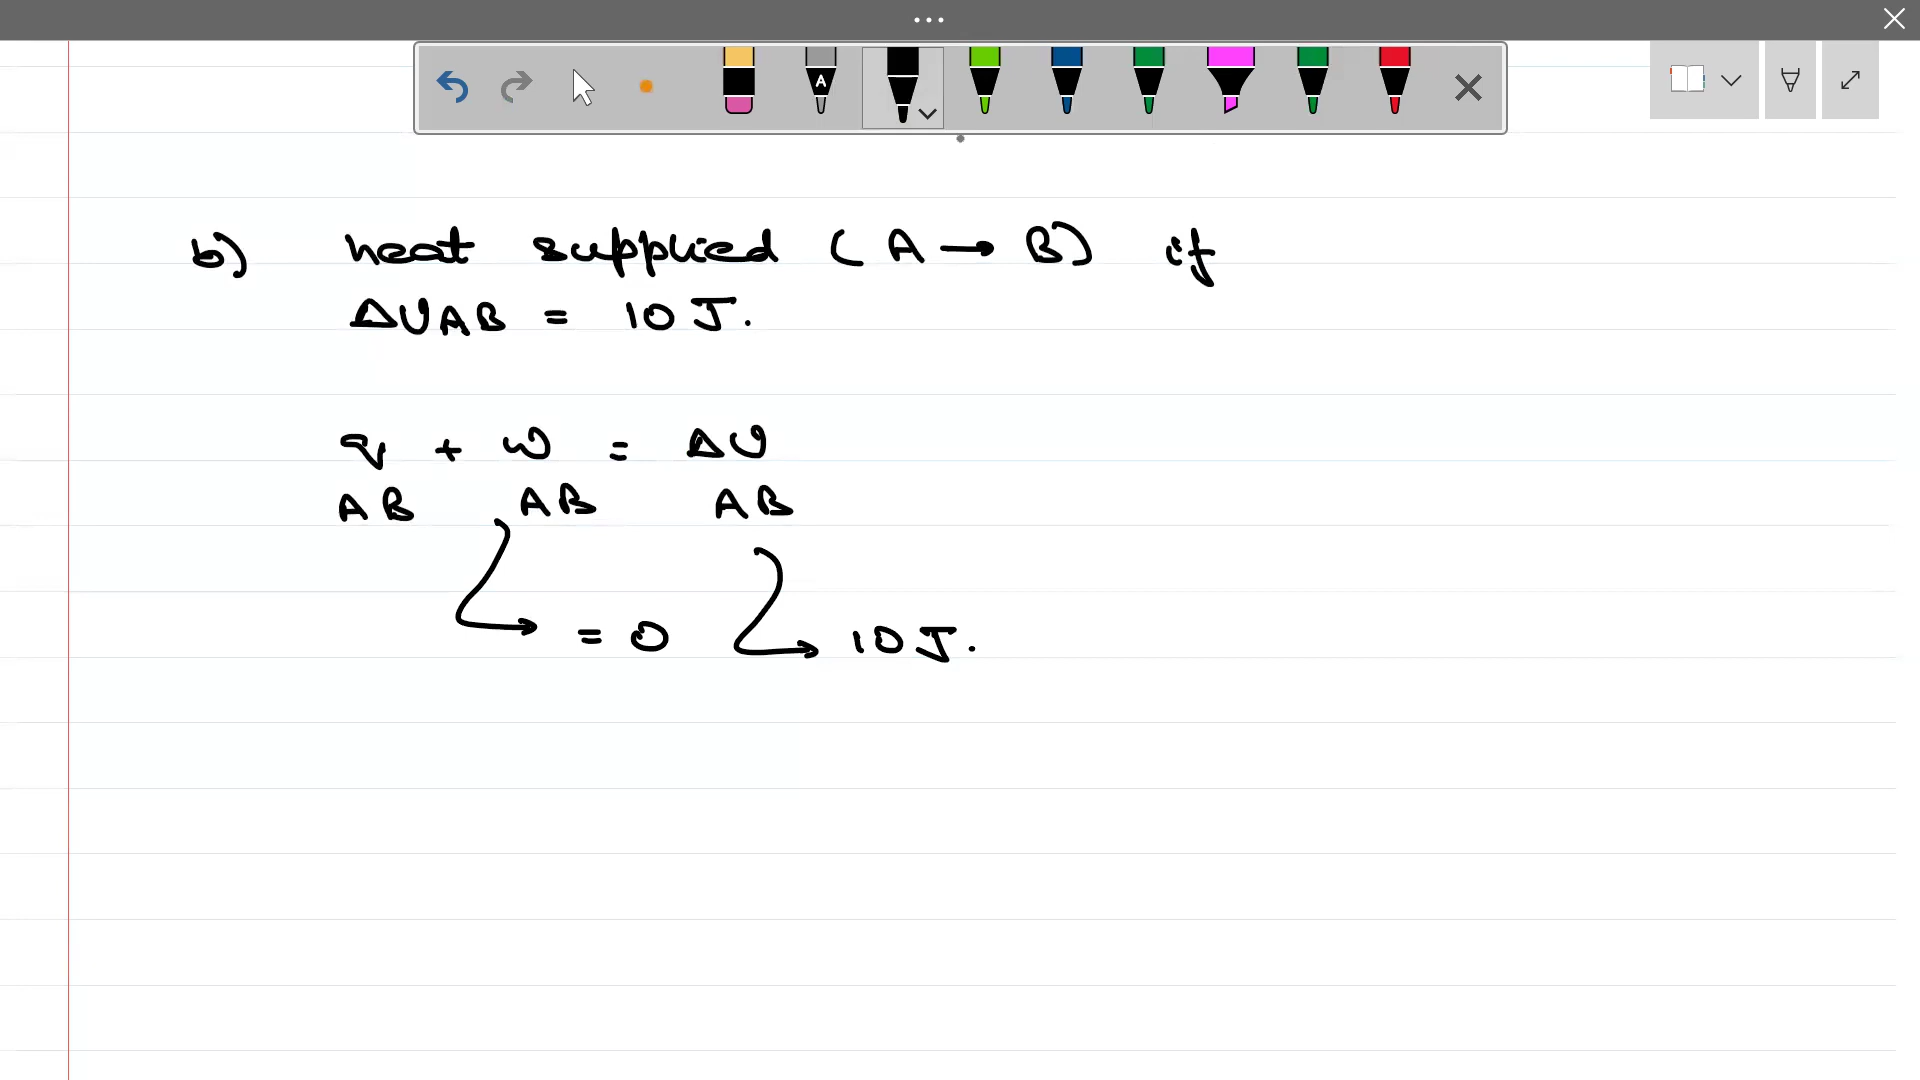 A
b) heat supplied (A → B) if
ΔUAB = 10 J.
q + w = ΔU
AB AB AB
= 0 10 J.